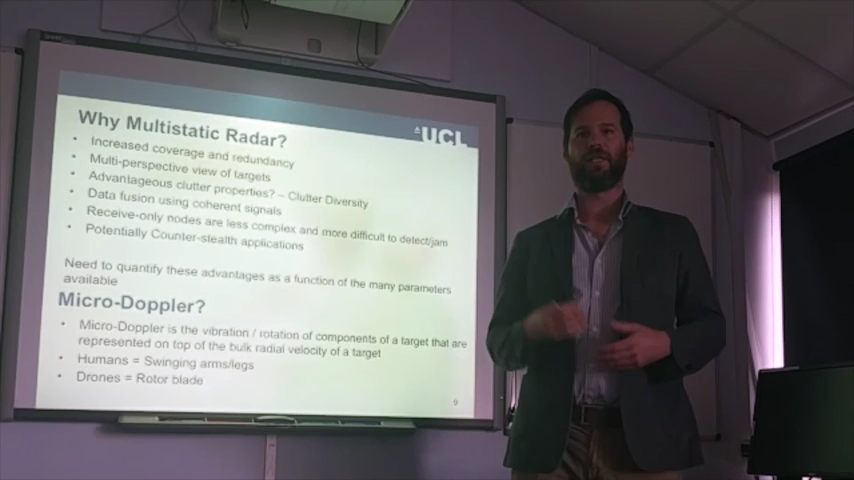 Why Multistatic Radar?
UCL
• Increased coverage and redundancy
• Multi-perspective view of targets
• Advantageous clutter properties? – Clutter Diversity
• Data fusion using coherent signals
• Receive-only nodes are less complex and more difficult to detect/jam
• Potentially Counter-stealth applications
Need to quantify these advantages as a function of the many parameters
available
Micro-Doppler?
• Micro-Doppler is the vibration / rotation of components of a target that are
represented on top of the bulk radial velocity of a target
• Humans = Swinging arms/legs
• Drones = Rotor blade
9